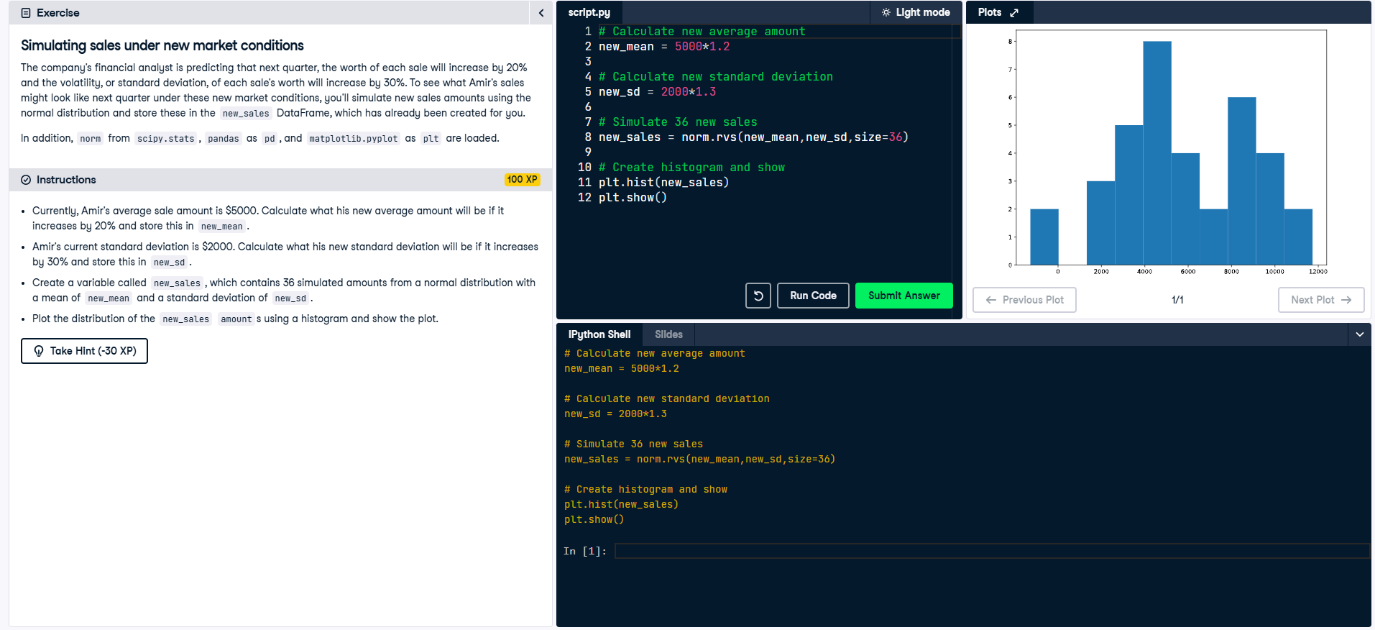 Exercise
Simulating sales under new market conditions
The company's financial analyst is predicting that next quarter, the worth of each sale will increase by 20%
and the volatility, or standard deviation, of each sale's worth will increase by 30%. To see what Amir's sales
might look like next quarter under these new market conditions, you'll simulate new sales amounts using the
normal distribution and store these in the new_sales DataFrame, which has already been created for you.
In addition, norm from scipy.stats, pandas as pd, and matplotlib.pyplot as plt are loaded.
Instructions 100 XP
• Currently, Amir's average sale amount is $5000. Calculate what his new average amount will be if it
increases by 20% and store this in new_mean.
• Amir's current standard deviation is $2000. Calculate what his new standard deviation will be if it increases
by 30% and store this in new_sd.
• Create a variable called new_sales, which contains 36 simulated amounts from a normal distribution with
a mean of new_mean and a standard deviation of new_sd.
• Plot the distribution of the new_sales amount s using a histogram and show the plot.
Take Hint (-30 XP)
script.py Light mode
1 # Calculate new average amount
2 new_mean = 5000*1.2
3
4 # Calculate new standard deviation
5 new_sd = 2000*1.3
6
7 # Simulate 36 new sales
8 new_sales = norm.rvs(new_mean,new_sd,size=36)
9
10 # Create histogram and show
11 plt.hist(new_sales)
12 plt.show()
Run Code Submit Answer
Plots
8
7
6
5
4
3
2
1
0
0 2000 4000 6000 8000 10000 12000
← Previous Plot 1/1 Next Plot →
IPython Shell Slides
# Calculate new average amount
new_mean = 5000*1.2
# Calculate new standard deviation
new_sd = 2000*1.3
# Simulate 36 new sales
new_sales = norm.rvs(new_mean,new_sd,size=36)
# Create histogram and show
plt.hist(new_sales)
plt.show()
In [1]: